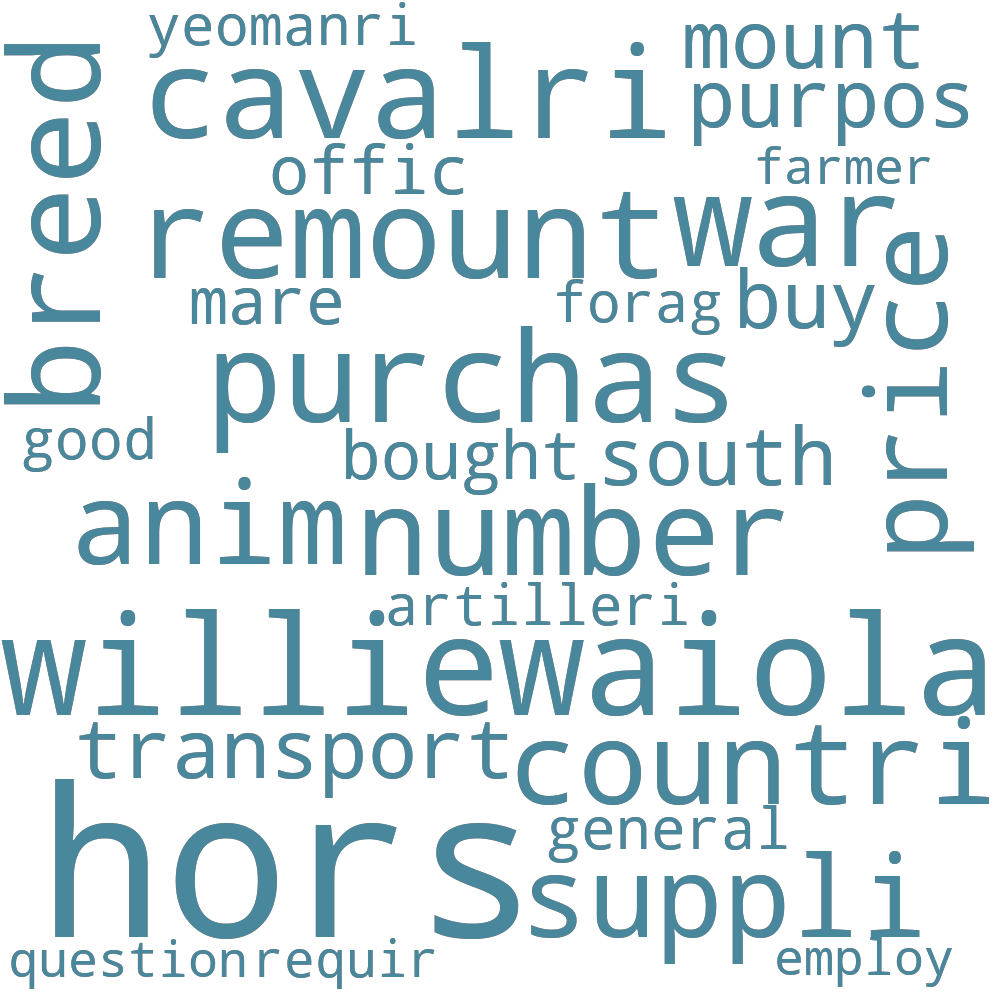 yeomanri
mount
breed
cavalri
purpos
offic
farmer
remount
war
mare
forag
buy
price
purchas
good
bought
south
anim
number
artilleri
williewaiola
transport
countri
hors
general
suppli
question
requir
employ